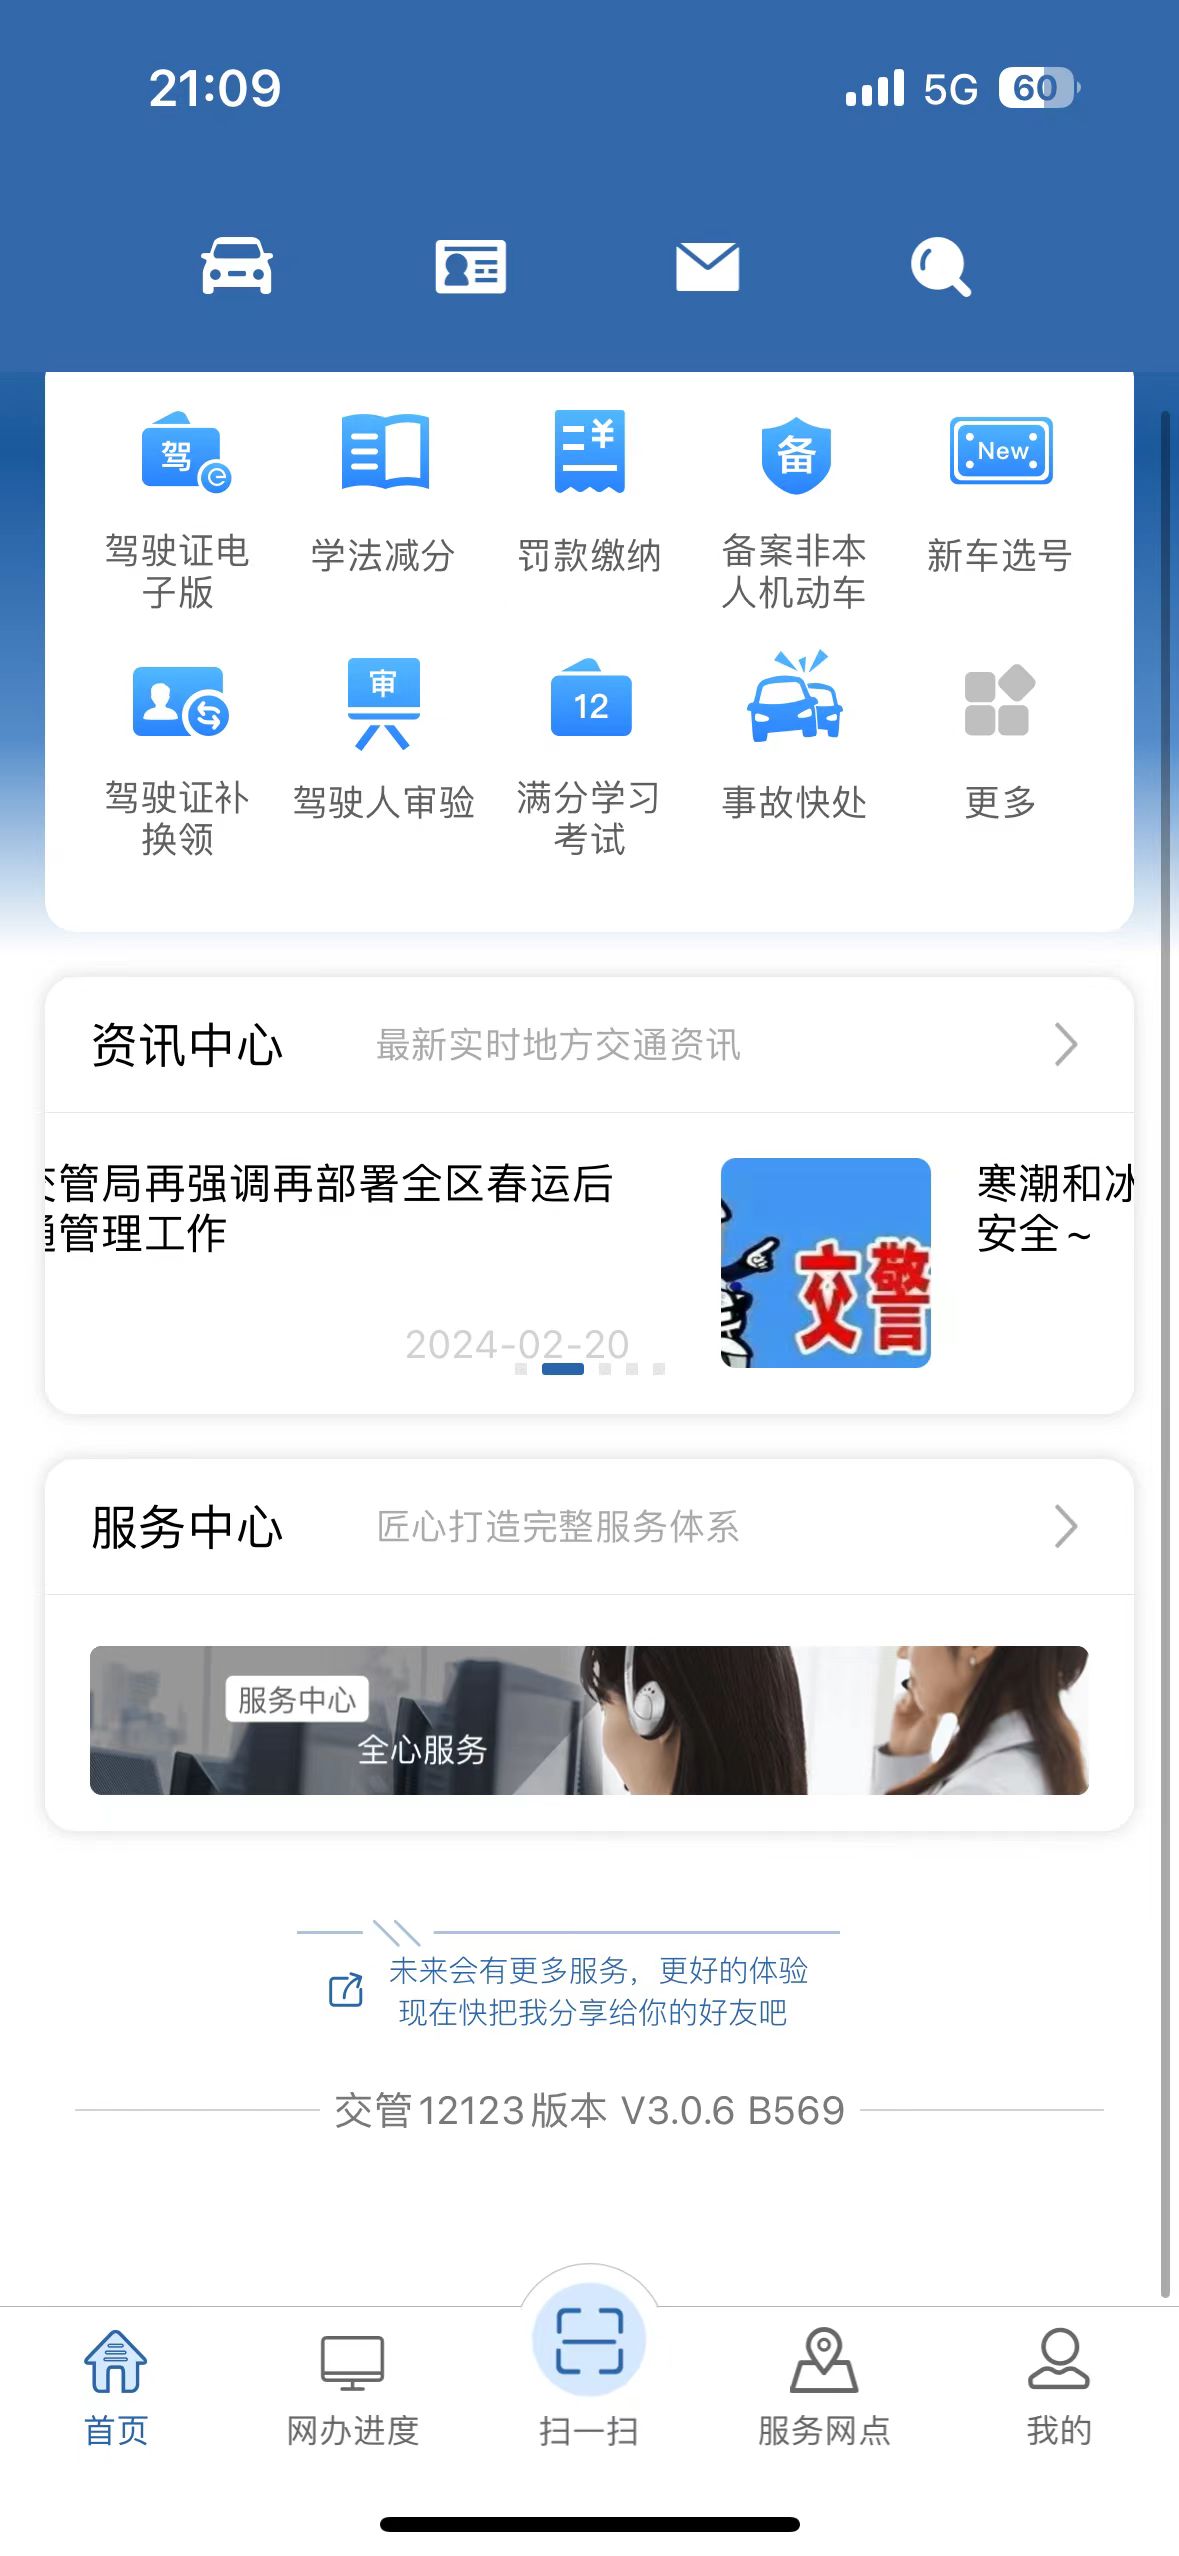 21:09
5G 60
驾
备
New
驾驶证电
子版
学法减分
罚款缴纳
备案非本
人机动车
新车选号
审
12
驾驶证补
换领
驾驶人审验
满分学习
考试
事故快处
更多
资讯中心 最新实时地方交通资讯
管局再强调再部署全区春运后
管理工作
2024-02-20
交警
寒潮和冰
安全~
服务中心 匠心打造完整服务体系
服务中心
全心服务
未来会有更多服务，更好的体验
现在快把我分享给你的好友吧
交管12123版本 V3.0.6 B569
首页 网办进度 扫一扫 服务网点 我的